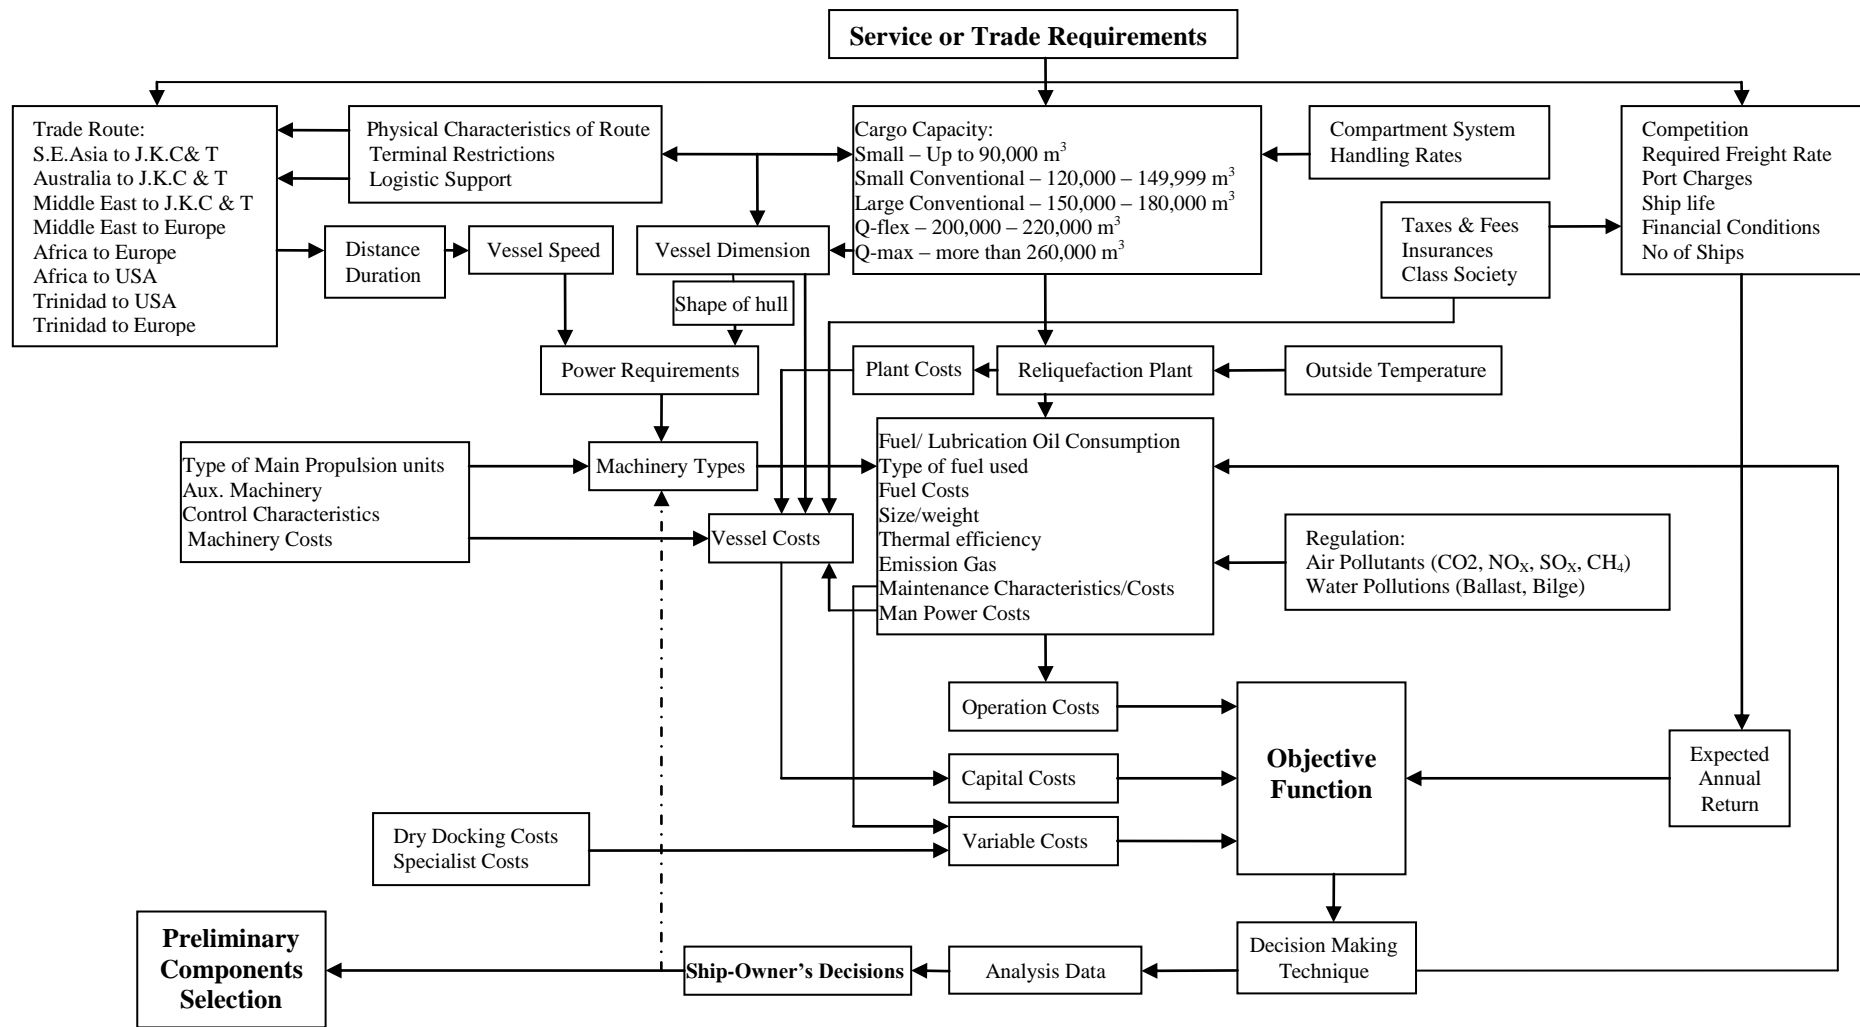 Service or Trade Requirements
Trade Route:
S.E.Asia to J.K.C& T
Australia to J.K.C & T
Middle East to J.K.C & T
Middle East to Europe
Africa to Europe
Africa to USA
Trinidad to USA
Trinidad to Europe
Physical Characteristics of Route
Terminal Restrictions
Logistic Support
Cargo Capacity:
Small – Up to 90,000 m³
Small Conventional – 120,000 – 149,999 m³
Large Conventional – 150,000 – 180,000 m³
Q-flex – 200,000 – 220,000 m³
Q-max – more than 260,000 m³
Compartment System
Handling Rates
Competition
Required Freight Rate
Port Charges
Ship life
Financial Conditions
No of Ships
Taxes & Fees
Insurances
Class Society
Distance
Duration
Vessel Speed
Vessel Dimension
Shape of hull
Power Requirements
Plant Costs
Reliquefaction Plant
Outside Temperature
Type of Main Propulsion units
Aux. Machinery
Control Characteristics
Machinery Costs
Machinery Types
Vessel Costs
Fuel/ Lubrication Oil Consumption
Type of fuel used
Fuel Costs
Size/weight
Thermal efficiency
Emission Gas
Maintenance Characteristics/Costs
Man Power Costs
Regulation:
Air Pollutants (CO2, NOₓ, SOₓ, CH₄)
Water Pollutions (Ballast, Bilge)
Operation Costs
Capital Costs
Variable Costs
Objective
Function
Expected
Annual
Return
Dry Docking Costs
Specialist Costs
Preliminary
Components
Selection
Ship-Owner's Decisions
Analysis Data
Decision Making
Technique